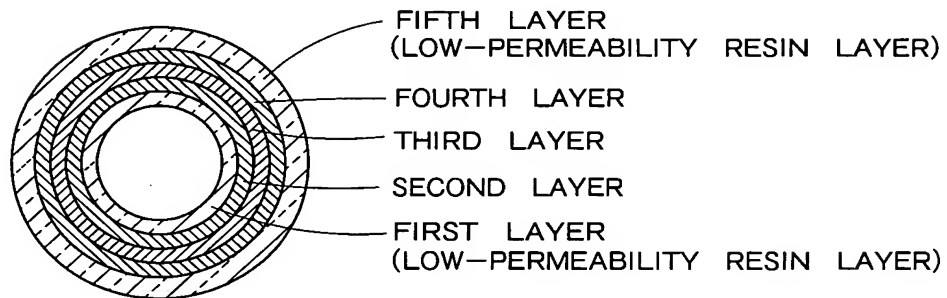 FIFTH LAYER
(LOW-PERMEABILITY RESIN LAYER)
FOURTH LAYER
THIRD LAYER
SECOND LAYER
FIRST LAYER
(LOW-PERMEABILITY RESIN LAYER)